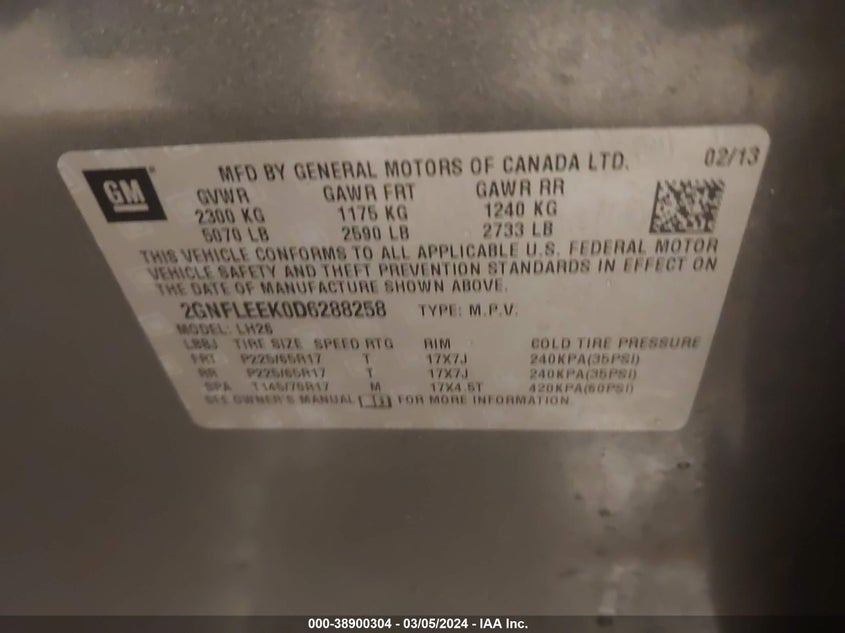 MFD BY GENERAL MOTORS OF CANADA LTD. 02/13
GM
GVWR GAWR FRT GAWR RR
2300 KG 1175 KG 1240 KG
5070 LB 2590 LB 2733 LB
THIS VEHICLE CONFORMS TO ALL APPLICABLE U.S. FEDERAL MOTOR
VEHICLE SAFETY AND THEFT PREVENTION STANDARDS IN EFFECT ON
THE DATE OF MANUFACTURE SHOWN ABOVE.
2GNFLEEK0D6288258 TYPE: M.P.V.
MODEL: LH26
LBBJ TIRE SIZE SPEED RTG RIM COLD TIRE PRESSURE
FRT P225/65R17 T 17X7J 240KPA(35PSI)
RR P225/65R17 T 17X7J 240KPA(35PSI)
SPA T145/70R17 M 17X4.5T 420KPA(60PSI)
SEE OWNER'S MANUAL FOR MORE INFORMATION.
000-38900304 — 03/05/2024 — IAA Inc.